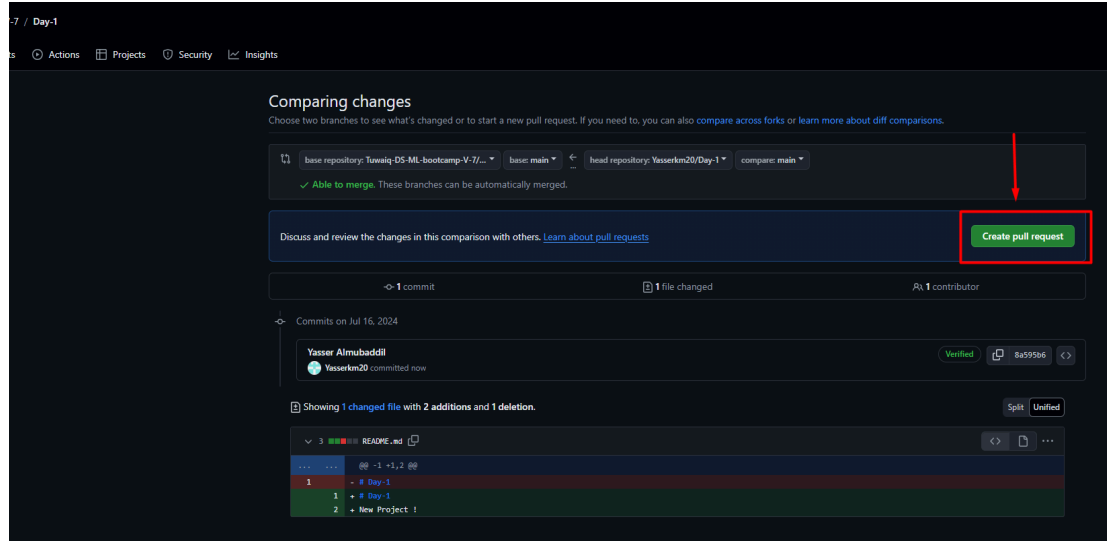 -7 / Day-1
ts Actions Projects Security Insights
Comparing changes
Choose two branches to see what's changed or to start a new pull request. If you need to, you can also compare across forks or learn more about diff comparisons.
base repository: Tuwaiq-DS-ML-bootcamp-V-7/... base: main ← ... head repository: Yasserkm20/Day-1 compare: main
✓ Able to merge. These branches can be automatically merged.
Discuss and review the changes in this comparison with others. Learn about pull requests Create pull request
1 commit 1 file changed 1 contributor
Commits on Jul 16, 2024
Yasser Almubaddil
Yasserkm20 committed now Verified 8a595b6 <>
Showing 1 changed file with 2 additions and 1 deletion. Split Unified
3 README.md <> ...
... ... @@ -1 +1,2 @@
1 - # Day-1
1 + # Day-1
2 + New Project !